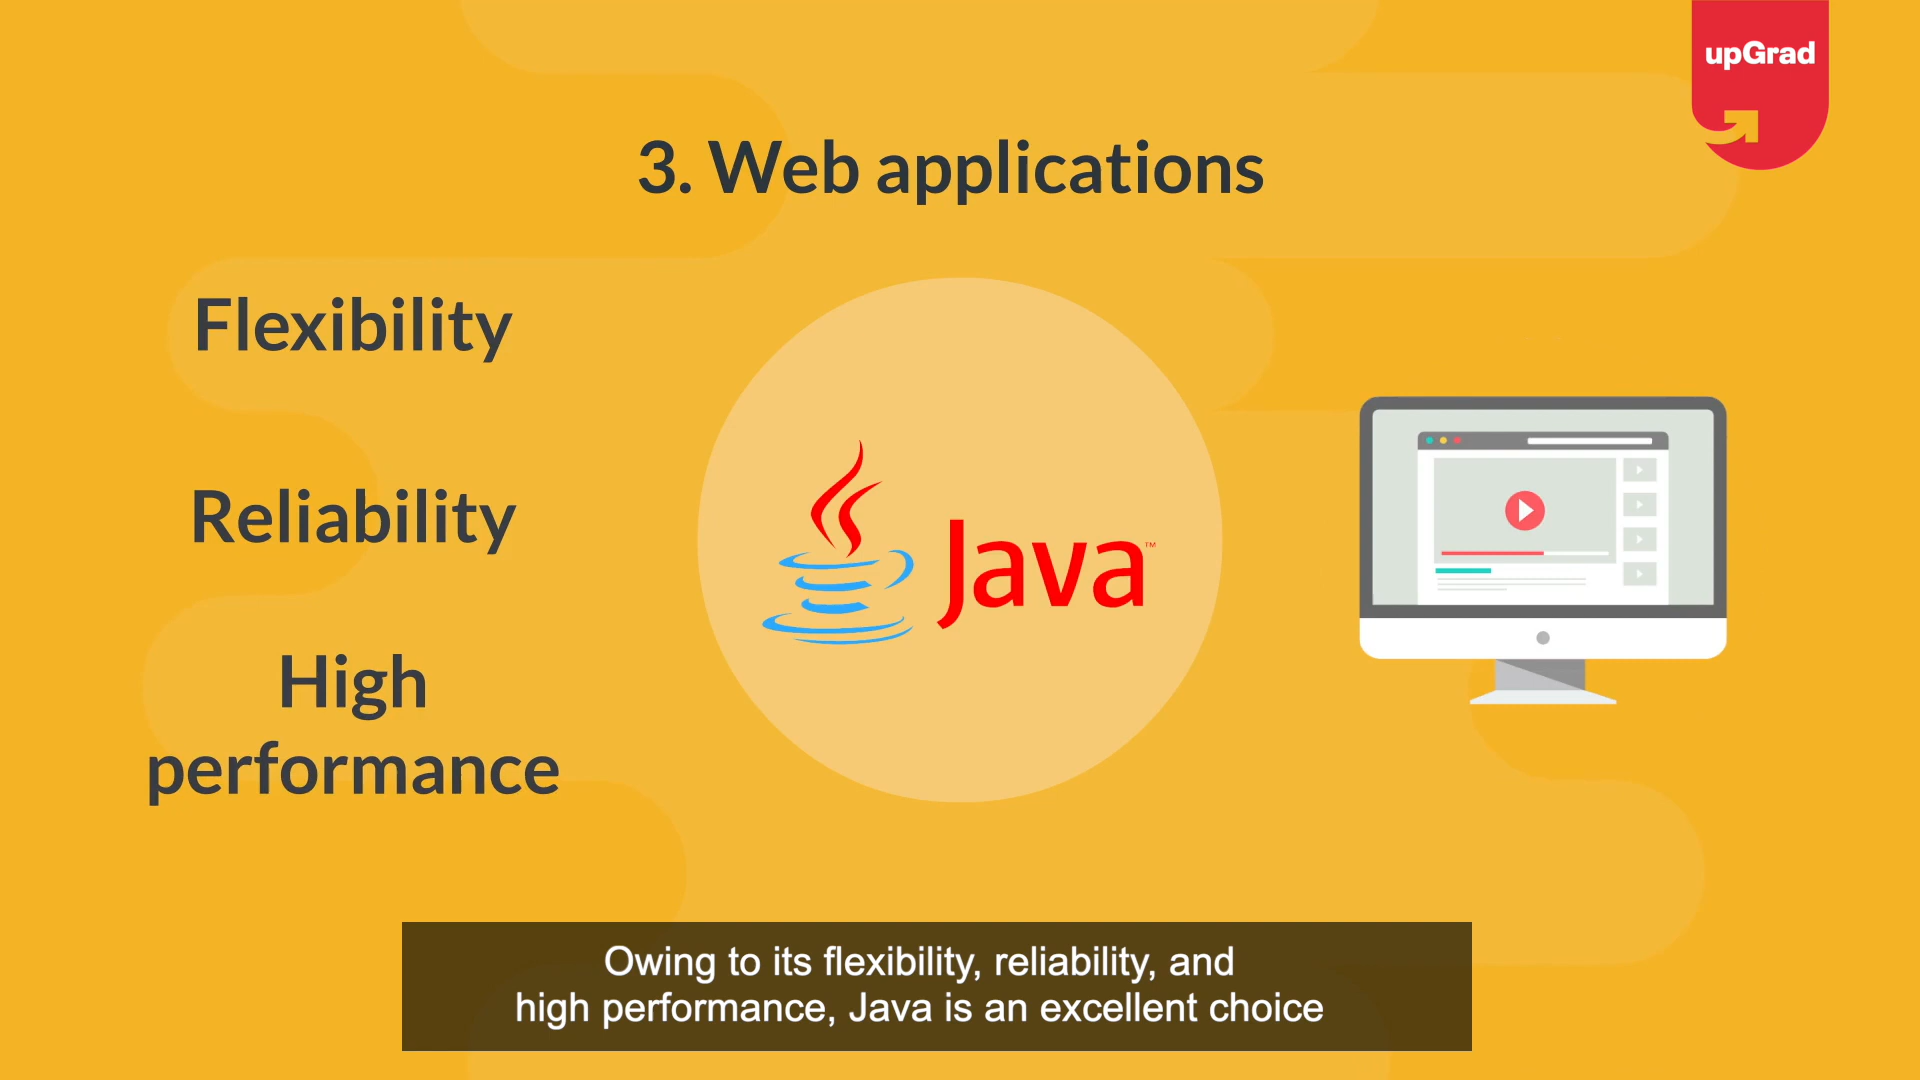 upGrad
3. Web applications
Flexibility
Reliability
High
performance
Java™
Owing to its flexibility, reliability, and
high performance, Java is an excellent choice